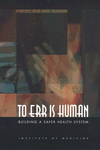 TO ERR IS HUMAN
BUILDING A SAFER HEALTH SYSTEM
INSTITUTE OF MEDICINE